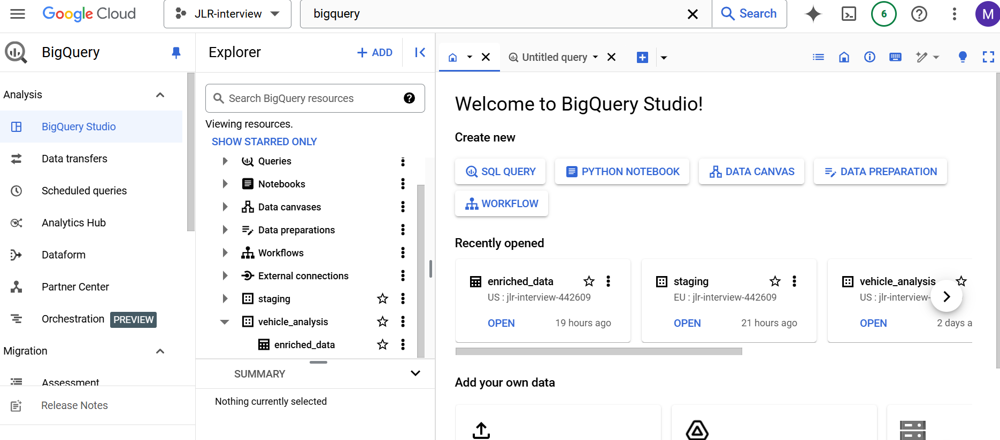 Google Cloud
JLR-interview
bigquery
Search
6
M
BigQuery
Analysis
BigQuery Studio
Data transfers
Scheduled queries
Analytics Hub
Dataform
Partner Center
Orchestration PREVIEW
Migration
Assessment
Release Notes
Explorer
ADD
Search BigQuery resources
Viewing resources.
SHOW STARRED ONLY
Queries
Notebooks
Data canvases
Data preparations
Workflows
External connections
staging
vehicle_analysis
enriched_data
SUMMARY
Nothing currently selected
Untitled query
Welcome to BigQuery Studio!
Create new
SQL QUERY
PYTHON NOTEBOOK
DATA CANVAS
DATA PREPARATION
WORKFLOW
Recently opened
enriched_data
US : jlr-interview-442609
OPEN
19 hours ago
staging
EU : jlr-interview-442609
OPEN
21 hours ago
vehicle_analysis
US : jlr-interview-
OPEN
2 days a
Add your own data